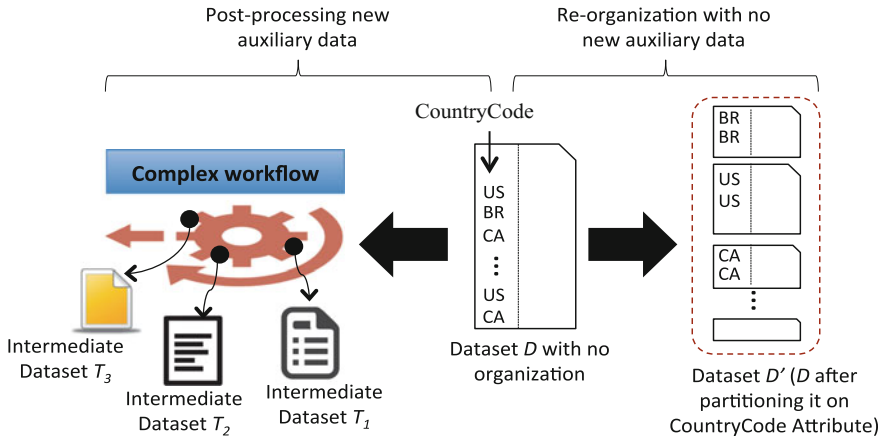 Post-processing new
auxiliary data
Re-organization with no
new auxiliary data
CountryCode
Complex workflow
US
BR
CA
US
CA
BR
BR
US
US
CA
CA
Intermediate
Dataset T3
Intermediate
Dataset T2
Intermediate
Dataset T1
Dataset D with no
organization
Dataset D’ (D after
partitioning it on
CountryCode Attribute)